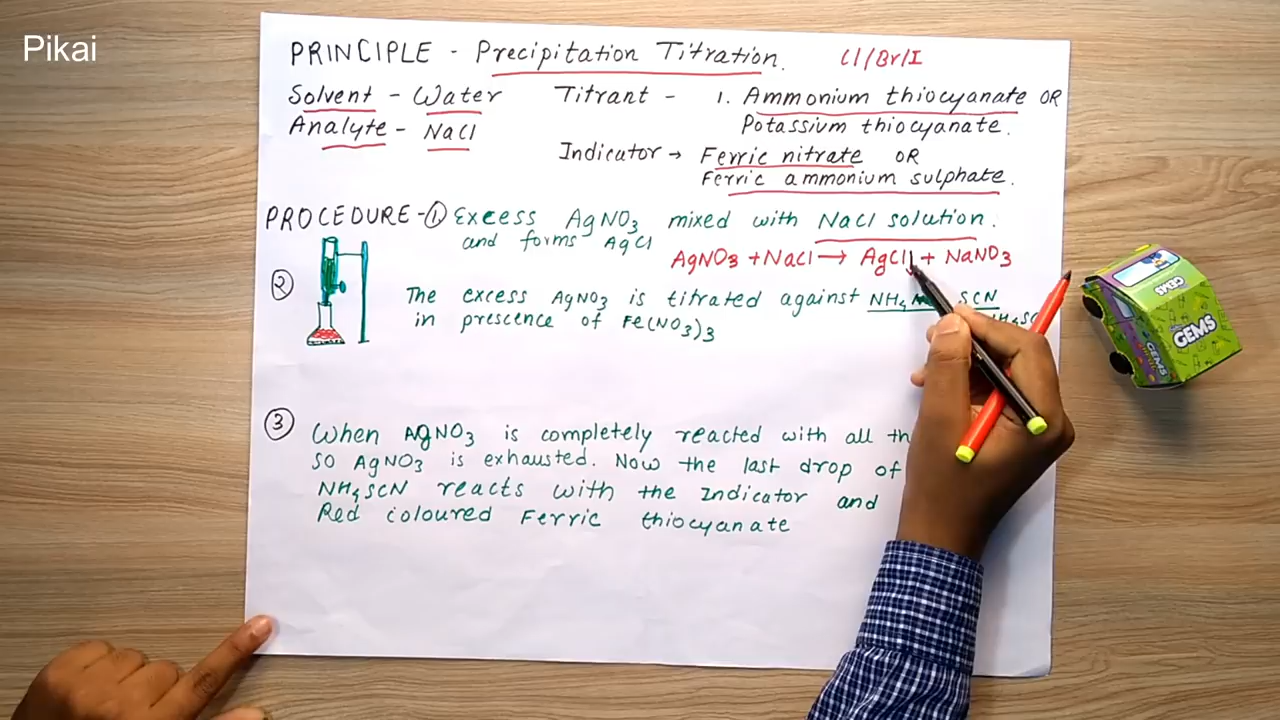 Pikai
PRINCIPLE - Precipitation Titration. Cl/Br/I
Solvent - Water Titrant - 1. Ammonium thiocyanate OR
Analyte - NaCl Potassium thiocyanate.
Indicator → Ferric nitrate OR
Ferric ammonium sulphate.
PROCEDURE - ① Excess AgNO3 mixed with NaCl solution.
and forms AgCl
AgNO3 + NaCl → AgCl + NaNO3
② The excess AgNO3 is titrated against NH4 SCN
in prescence of Fe(NO3)3
③ When AgNO3 is completely reacted with all
so AgNO3 is exhausted. Now the last drop of
NH4SCN reacts with the Indicator and
Red coloured Ferric thiocyanate
GEMS
GEMS
GEMS